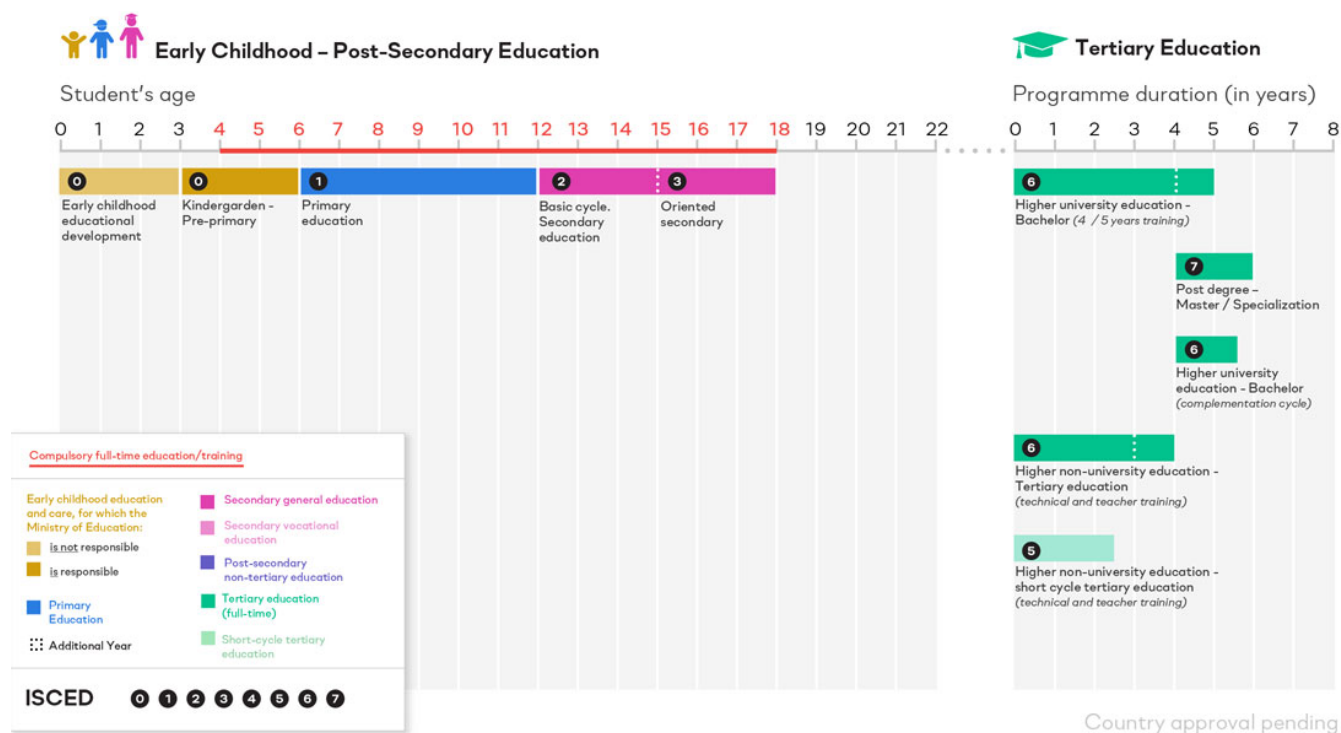 Early Childhood – Post-Secondary Education
Student's age
0 1 2 3 4 5 6 7 8 9 10 11 12 13 14 15 16 17 18 19 20 21 22
0
Early childhood
educational
development
0
Kindergarden -
Pre-primary
1
Primary
education
2
Basic cycle.
Secondary
education
3
Oriented
secondary
Tertiary Education
Programme duration (in years)
0 1 2 3 4 5 6 7 8
6
Higher university education -
Bachelor (4 / 5 years training)
7
Post degree –
Master / Specialization
6
Higher university
education - Bachelor
(complementation cycle)
6
Higher non-university education -
Tertiary education
(technical and teacher training)
5
Higher non-university education -
short cycle tertiary education
(technical and teacher training)
Compulsory full-time education/training
Early childhood education
and care, for which the
Ministry of Education:
is not responsible
is responsible
Primary
Education
Additional Year
Secondary general education
Secondary vocational
education
Post-secondary
non-tertiary education
Tertiary education
(full-time)
Short-cycle tertiary
education
ISCED 0 1 2 3 4 5 6 7
Country approval pending